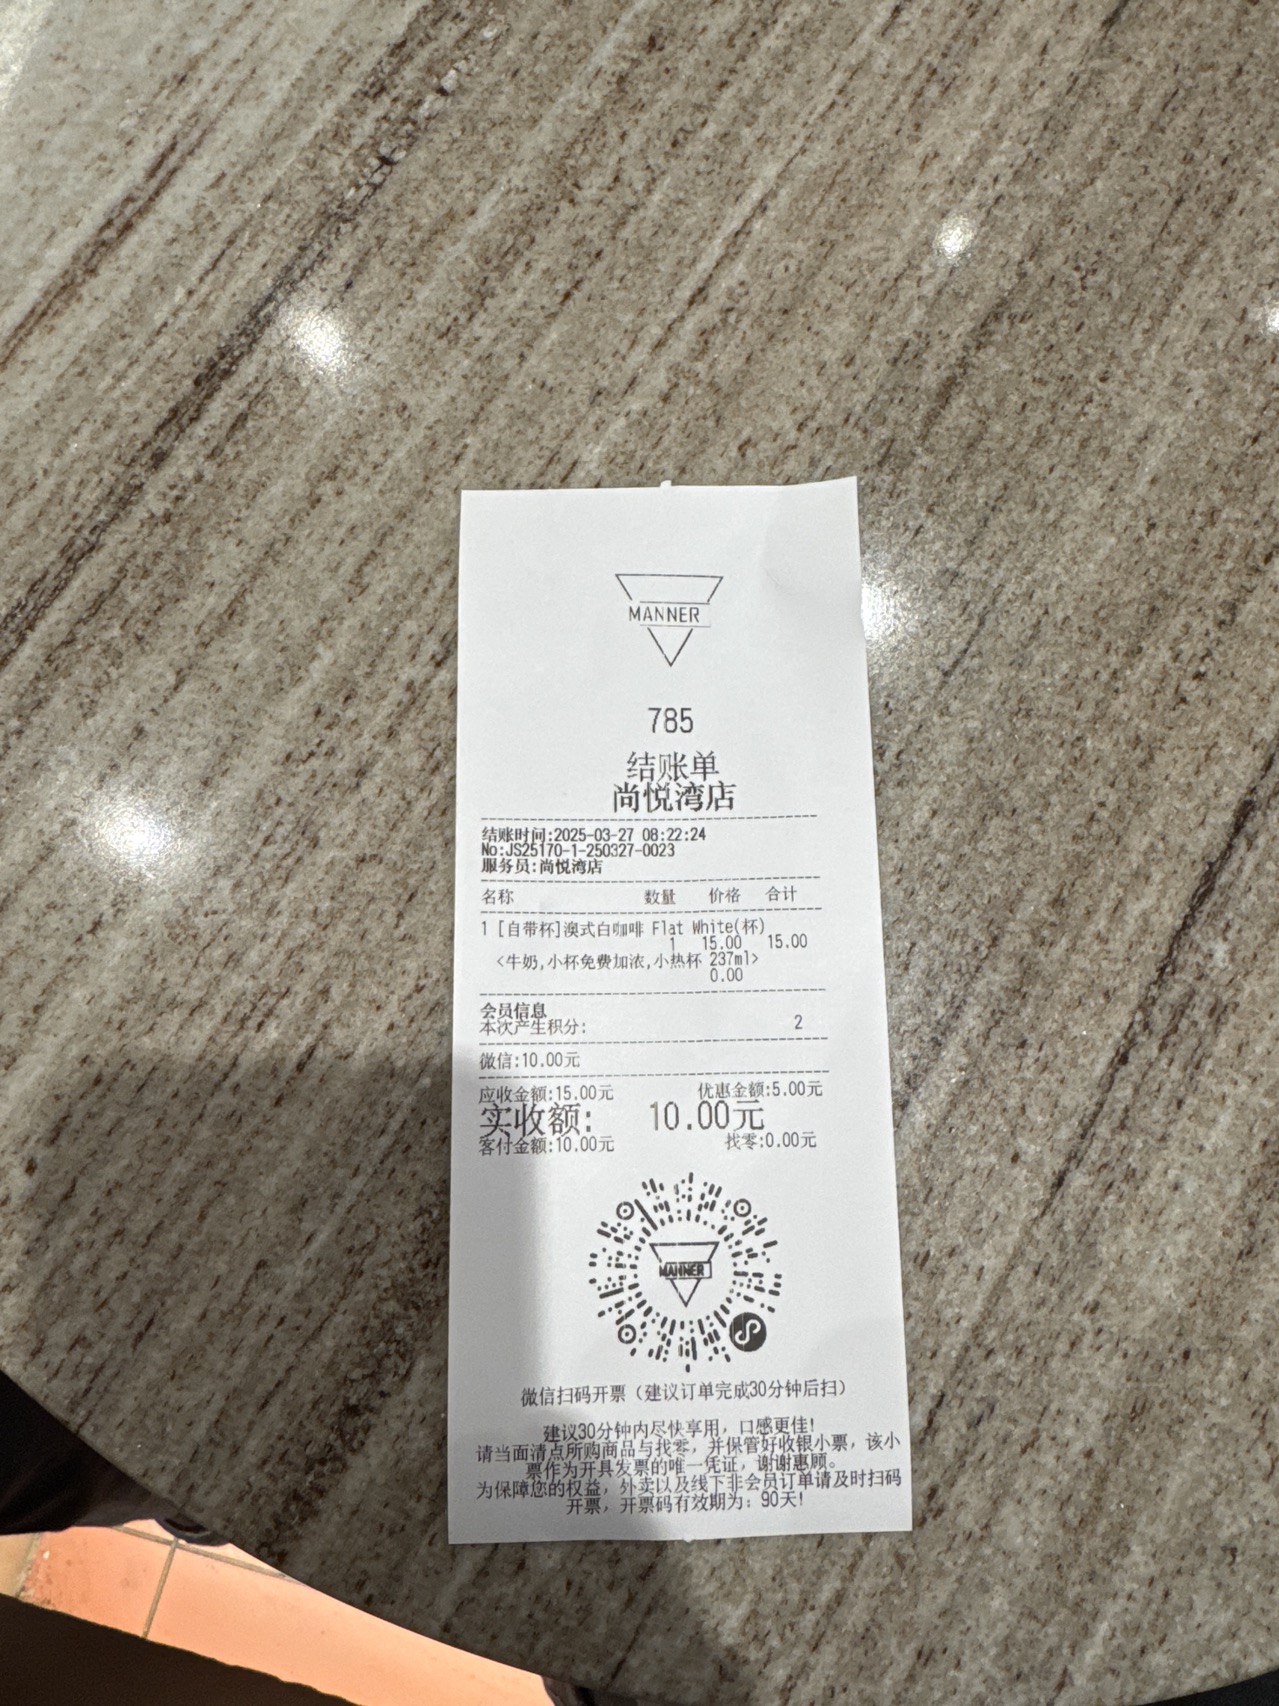 MANNER
785
结账单
尚悦湾店
结账时间:2025-03-27 08:22:24
No:JS25170-1-250327-0023
服务员:尚悦湾店
名称 数量 价格 合计
1 [自带杯]澳式白咖啡 Flat White(杯)
1 15.00 15.00
<牛奶,小杯免费加浓,小热杯 237ml>
0.00
会员信息
本次产生积分: 2
微信:10.00元
应收金额:15.00元 优惠金额:5.00元
实收额: 10.00元
客付金额:10.00元 找零:0.00元
MANNER
微信扫码开票（建议订单完成30分钟后扫）
建议30分钟内尽快享用，口感更佳!
请当面清点所购商品与找零，并保管好收银小票，该小
票作为开具发票的唯一凭证，谢谢惠顾。
为保障您的权益，外卖以及线下非会员订单请及时扫码
开票，开票码有效期为：90天!